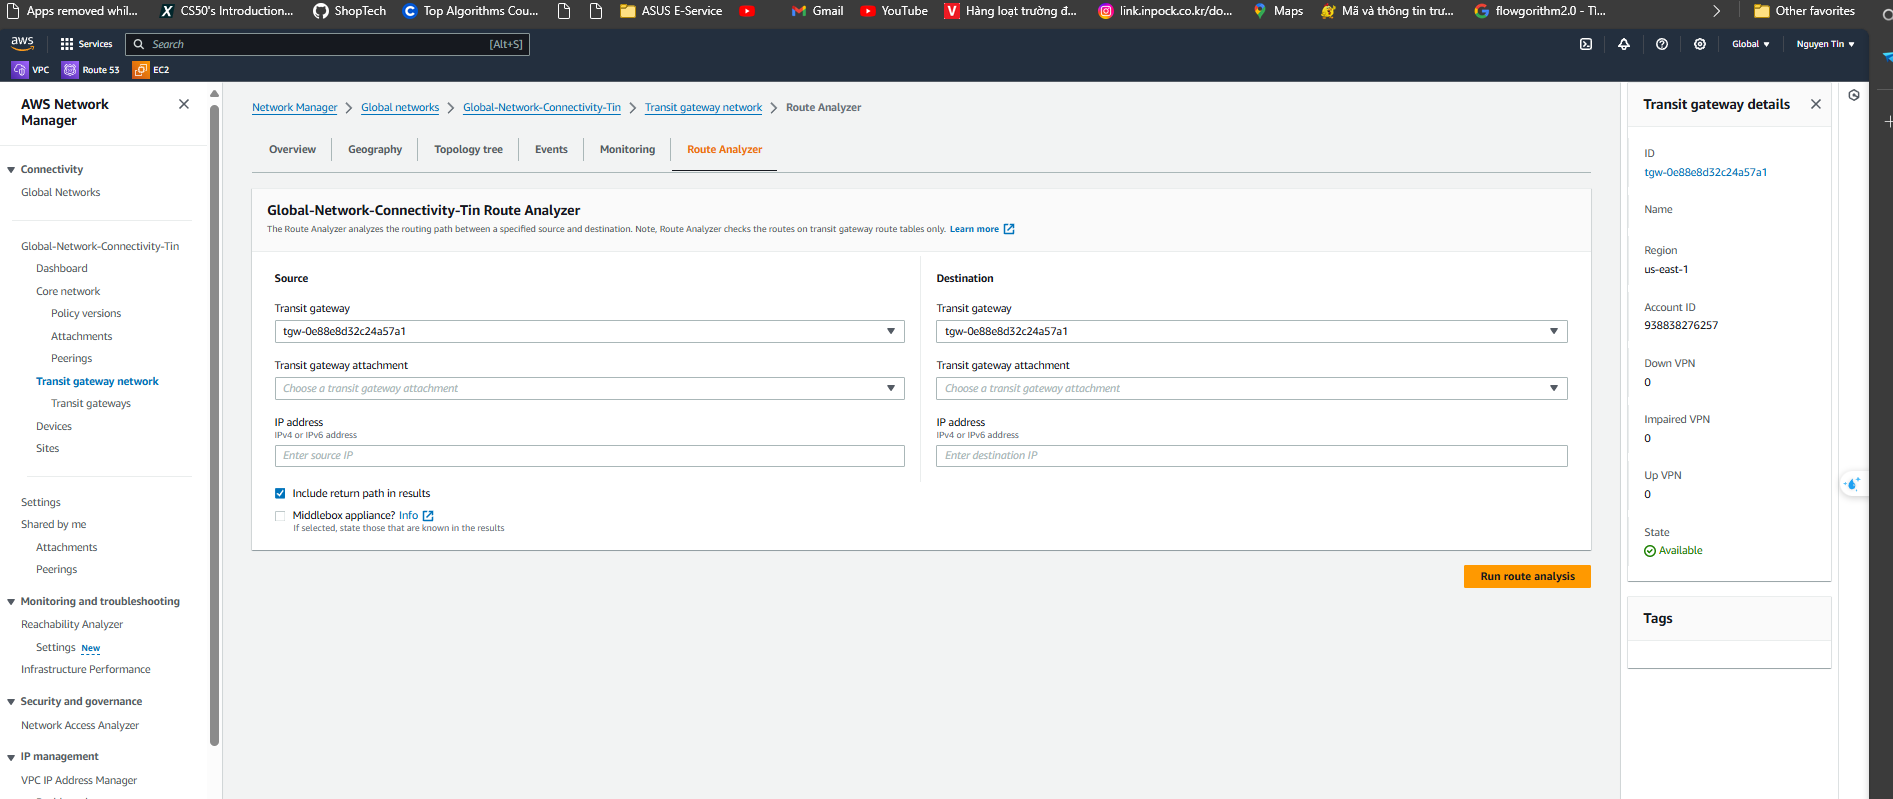 Apps removed whil...
CS50's Introduction...
ShopTech
Top Algorithms Cou...
ASUS E-Service
Gmail
YouTube
Hàng loạt trường đ...
link.inpock.co.kr/do...
Maps
Mã và thông tin trư...
flowgorithm2.0 - Tì...
Other favorites
aws
Services
Search
[Alt+S]
Global
Nguyen Tin
VPC
Route 53
EC2
AWS Network
Manager
Connectivity
Global Networks
Global-Network-Connectivity-Tin
Dashboard
Core network
Policy versions
Attachments
Peerings
Transit gateway network
Transit gateways
Devices
Sites
Settings
Shared by me
Attachments
Peerings
Monitoring and troubleshooting
Reachability Analyzer
Settings New
Infrastructure Performance
Security and governance
Network Access Analyzer
IP management
VPC IP Address Manager
Network Manager
Global networks
Global-Network-Connectivity-Tin
Transit gateway network
Route Analyzer
Overview
Geography
Topology tree
Events
Monitoring
Route Analyzer
Global-Network-Connectivity-Tin Route Analyzer
The Route Analyzer analyzes the routing path between a specified source and destination. Note, Route Analyzer checks the routes on transit gateway route tables only. Learn more
Source
Transit gateway
tgw-0e88e8d32c24a57a1
Transit gateway attachment
Choose a transit gateway attachment
IP address
IPv4 or IPv6 address
Enter source IP
Include return path in results
Middlebox appliance? Info
If selected, state those that are known in the results
Destination
Transit gateway
tgw-0e88e8d32c24a57a1
Transit gateway attachment
Choose a transit gateway attachment
IP address
IPv4 or IPv6 address
Enter destination IP
Run route analysis
Transit gateway details
ID
tgw-0e88e8d32c24a57a1
Name
Region
us-east-1
Account ID
938838276257
Down VPN
0
Impaired VPN
0
Up VPN
0
State
Available
Tags